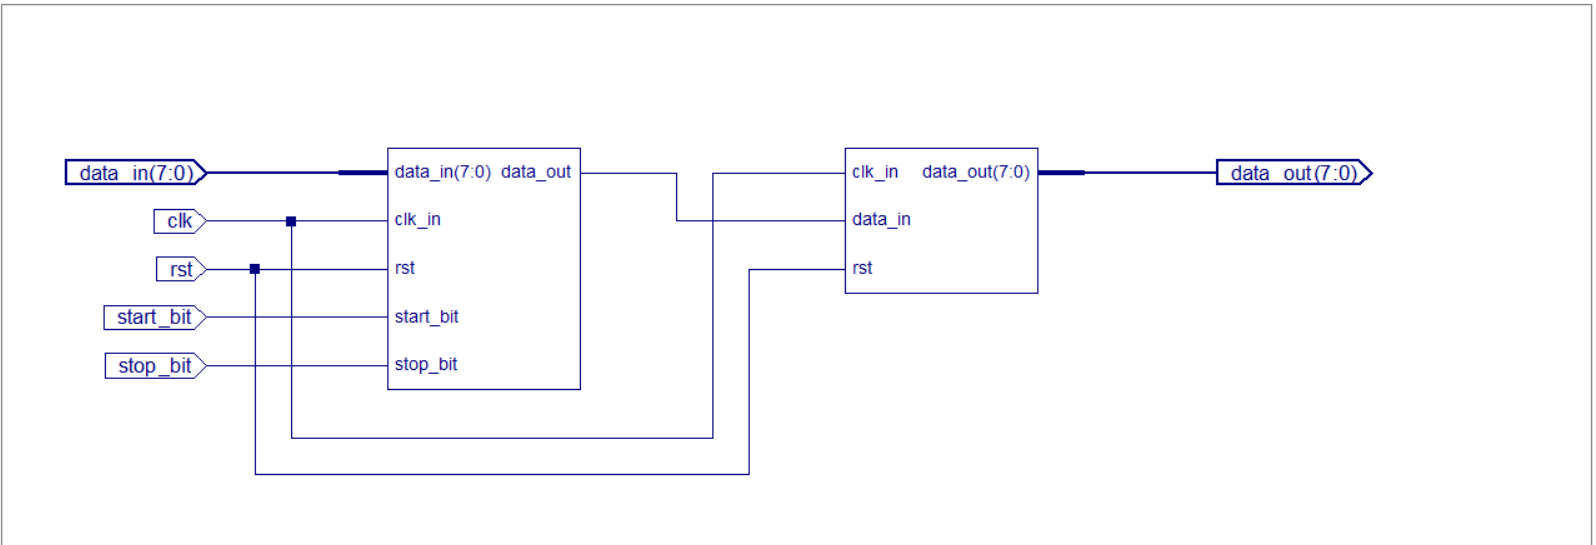 data_in(7:0)
clk
rst
start_bit
stop_bit
data_in(7:0) data_out
clk_in
rst
start_bit
stop_bit
clk_in data_out(7:0)
data_in
rst
data_out(7:0)